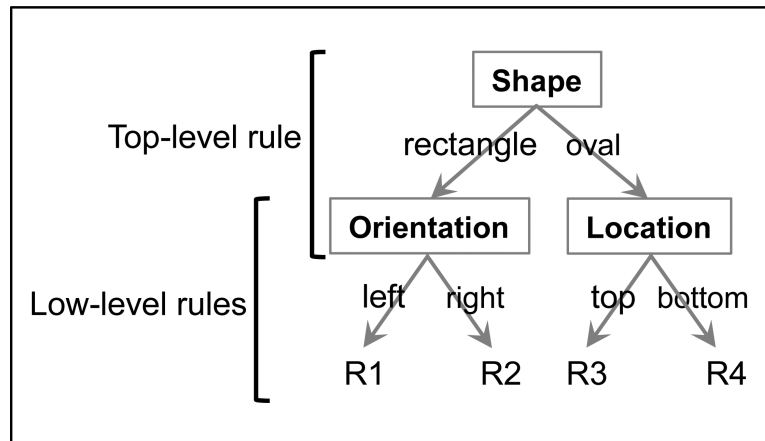 Shape
Top-level rule
rectangle oval
Orientation Location
Low-level rules
left right top bottom
R1 R2 R3 R4